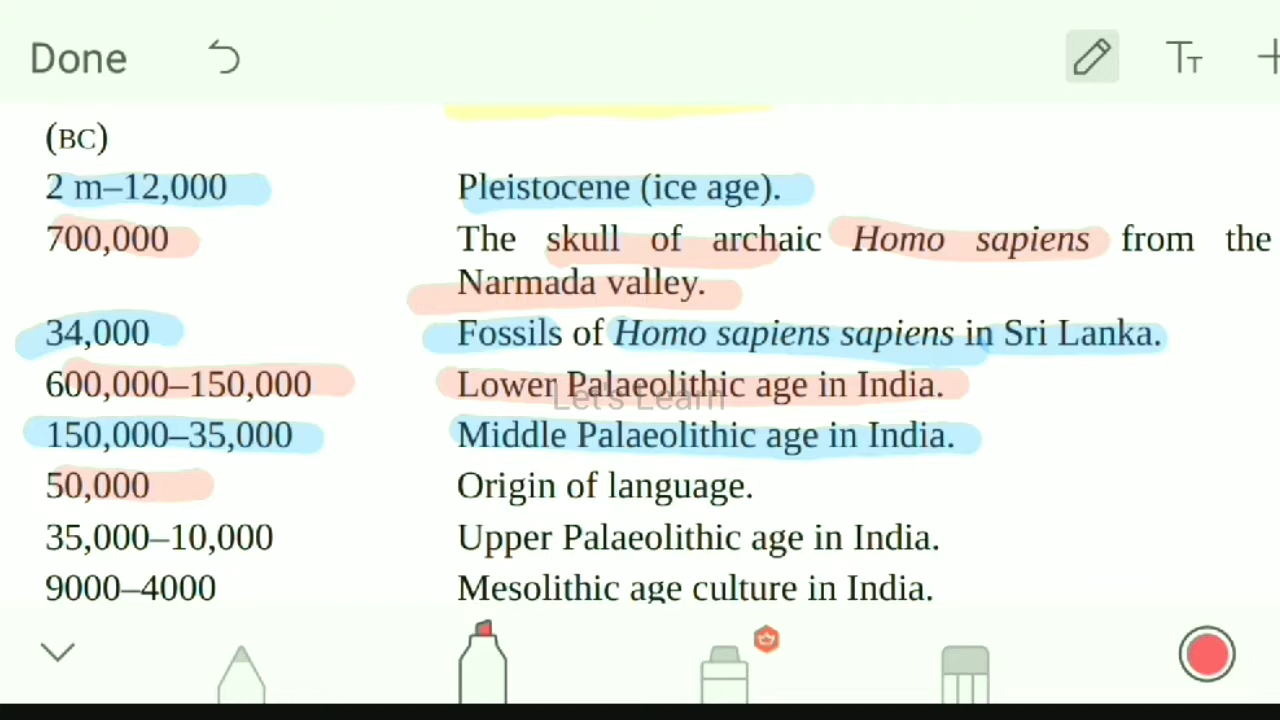 Done
(BC)
2 m–12,000 Pleistocene (ice age).
700,000 The skull of archaic Homo sapiens from the
Narmada valley.
34,000 Fossils of Homo sapiens sapiens in Sri Lanka.
600,000–150,000 Lower Palaeolithic age in India.
Let's Learn
150,000–35,000 Middle Palaeolithic age in India.
50,000 Origin of language.
35,000–10,000 Upper Palaeolithic age in India.
9000–4000 Mesolithic age culture in India.